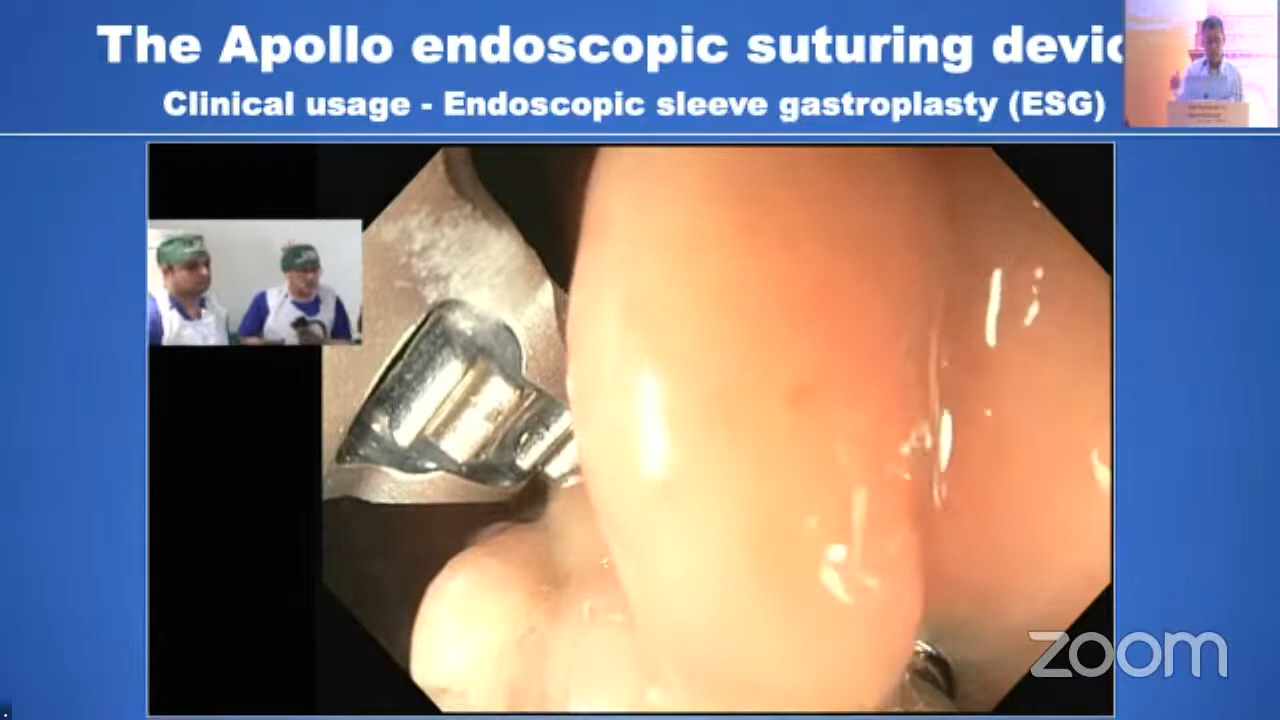 The Apollo endoscopic suturing devic
Clinical usage - Endoscopic sleeve gastroplasty (ESG)
zoom